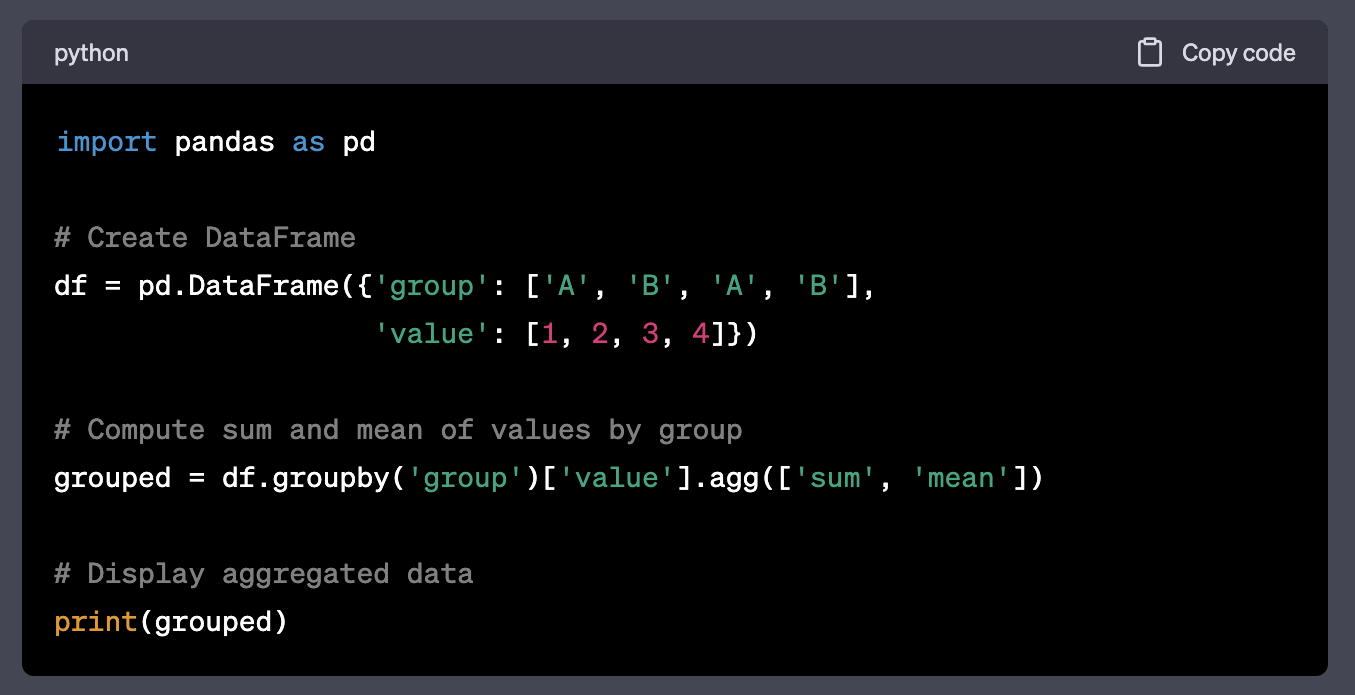 python
Copy code
import pandas as pd
# Create DataFrame
df = pd.DataFrame({'group': ['A', 'B', 'A', 'B'],
                   'value': [1, 2, 3, 4]})
# Compute sum and mean of values by group
grouped = df.groupby('group')['value'].agg(['sum', 'mean'])
# Display aggregated data
print(grouped)